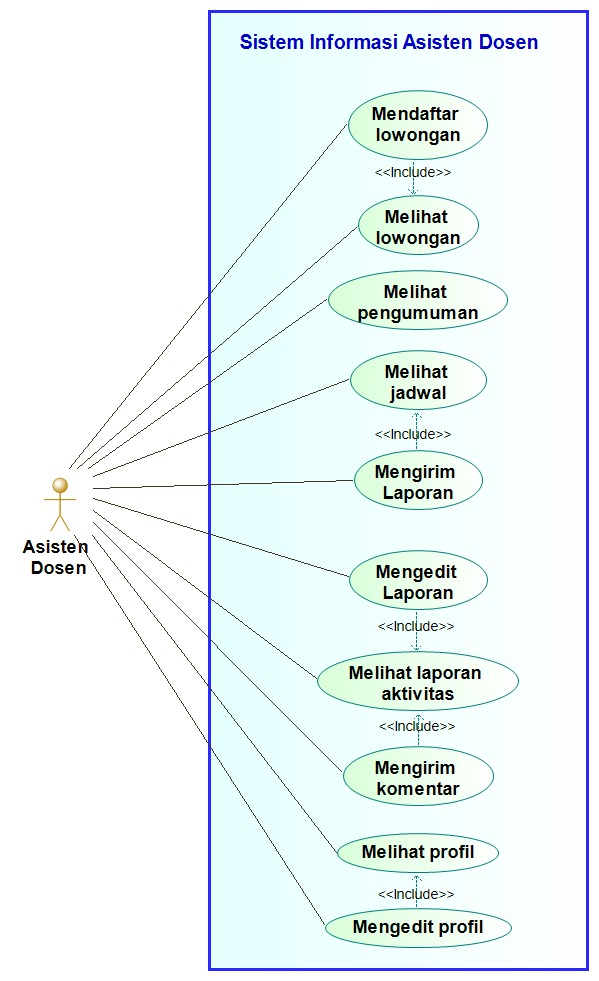 Sistem Informasi Asisten Dosen
Mendaftar
lowongan
<<Include>>
Melihat
lowongan
Melihat
pengumuman
Melihat
jadwal
<<Include>>
Mengirim
Laporan
Asisten
Dosen
Mengedit
Laporan
<<Include>>
Melihat laporan
aktivitas
<<Include>>
Mengirim
komentar
Melihat profil
<<Include>>
Mengedit profil